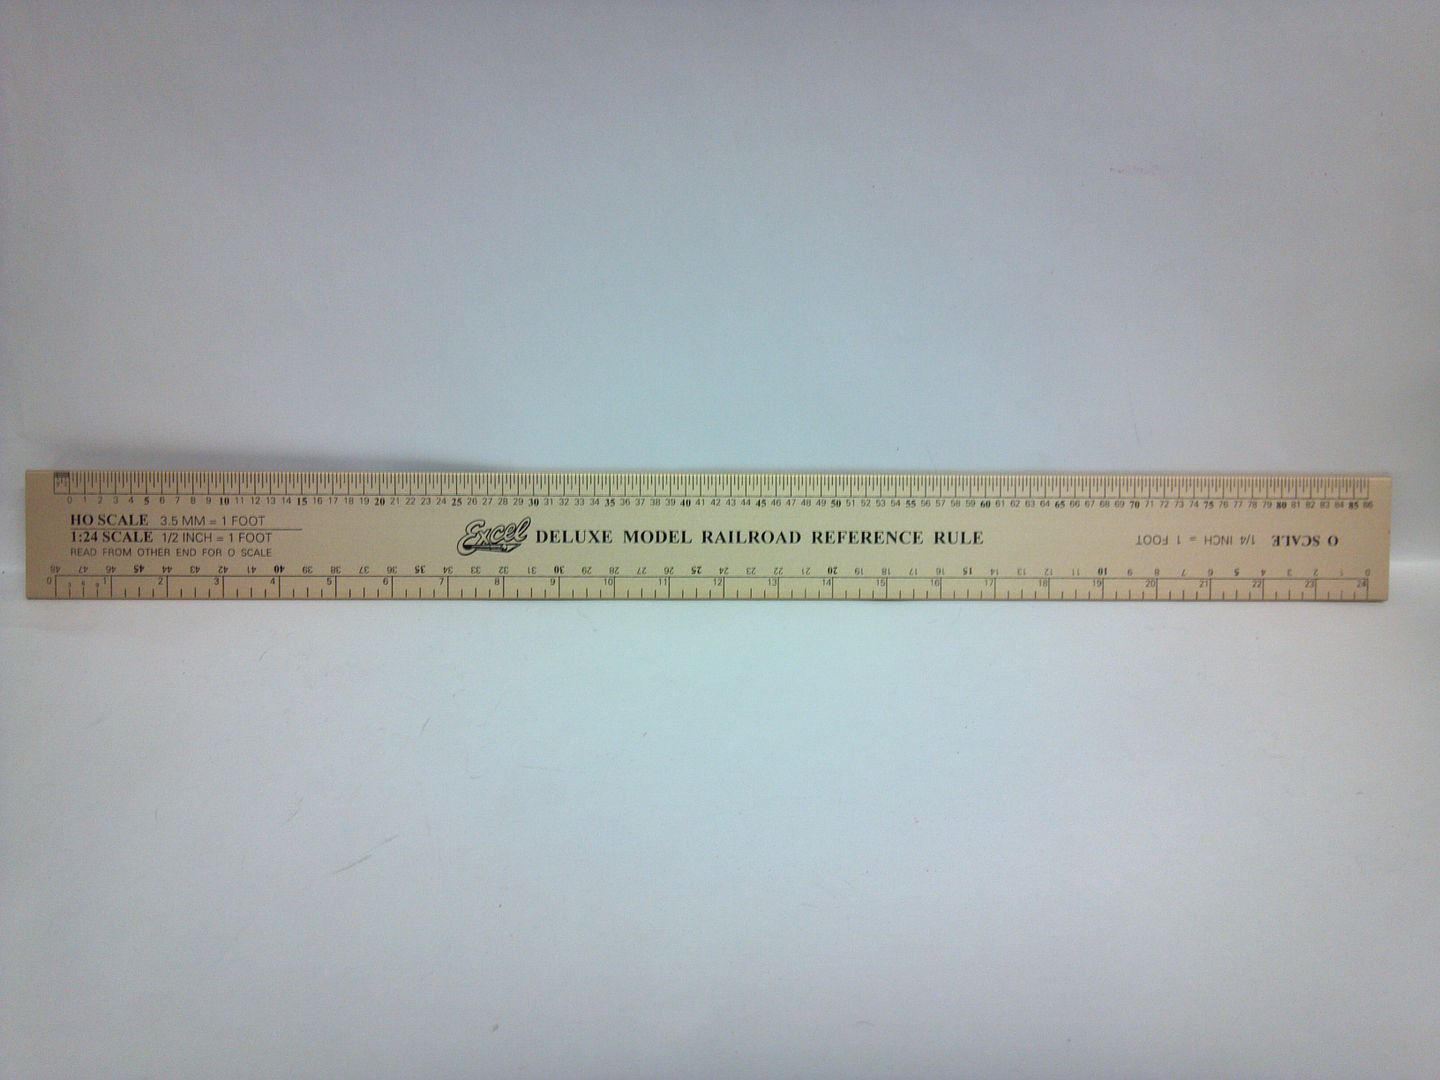 0 1 2 3 4 5 6 7 8 9 10 11 12 13 14 15 16 17 18 19 20 21 22 23 24 25 26 27 28 29 30 31 32 33 34 35 36 37 38 39 40 41 42 43 44 45 46 47 48 49 50 51 52 53 54 55 56 57 58 59 60 61 62 63 64 65 66 67 68 69 70 71 72 73 74 75 76 77 78 79 80 81 82 83 84 85 86
HO SCALE 3.5 MM = 1 FOOT
1:24 SCALE 1/2 INCH = 1 FOOT
READ FROM OTHER END FOR O SCALE
Excel DELUXE MODEL RAILROAD REFERENCE RULE
O SCALE 1/4 INCH = 1 FOOT
48 47 46 45 44 43 42 41 40 39 38 37 36 35 34 33 32 31 30 29 28 27 26 25 24 23 22 21 20 19 18 17 16 15 14 13 12 11 10 9 8 7 6 5 4 3 2 1 0
0 3 6 9 1 2 3 4 5 6 7 8 9 10 11 12 13 14 15 16 17 18 19 20 21 22 23 24